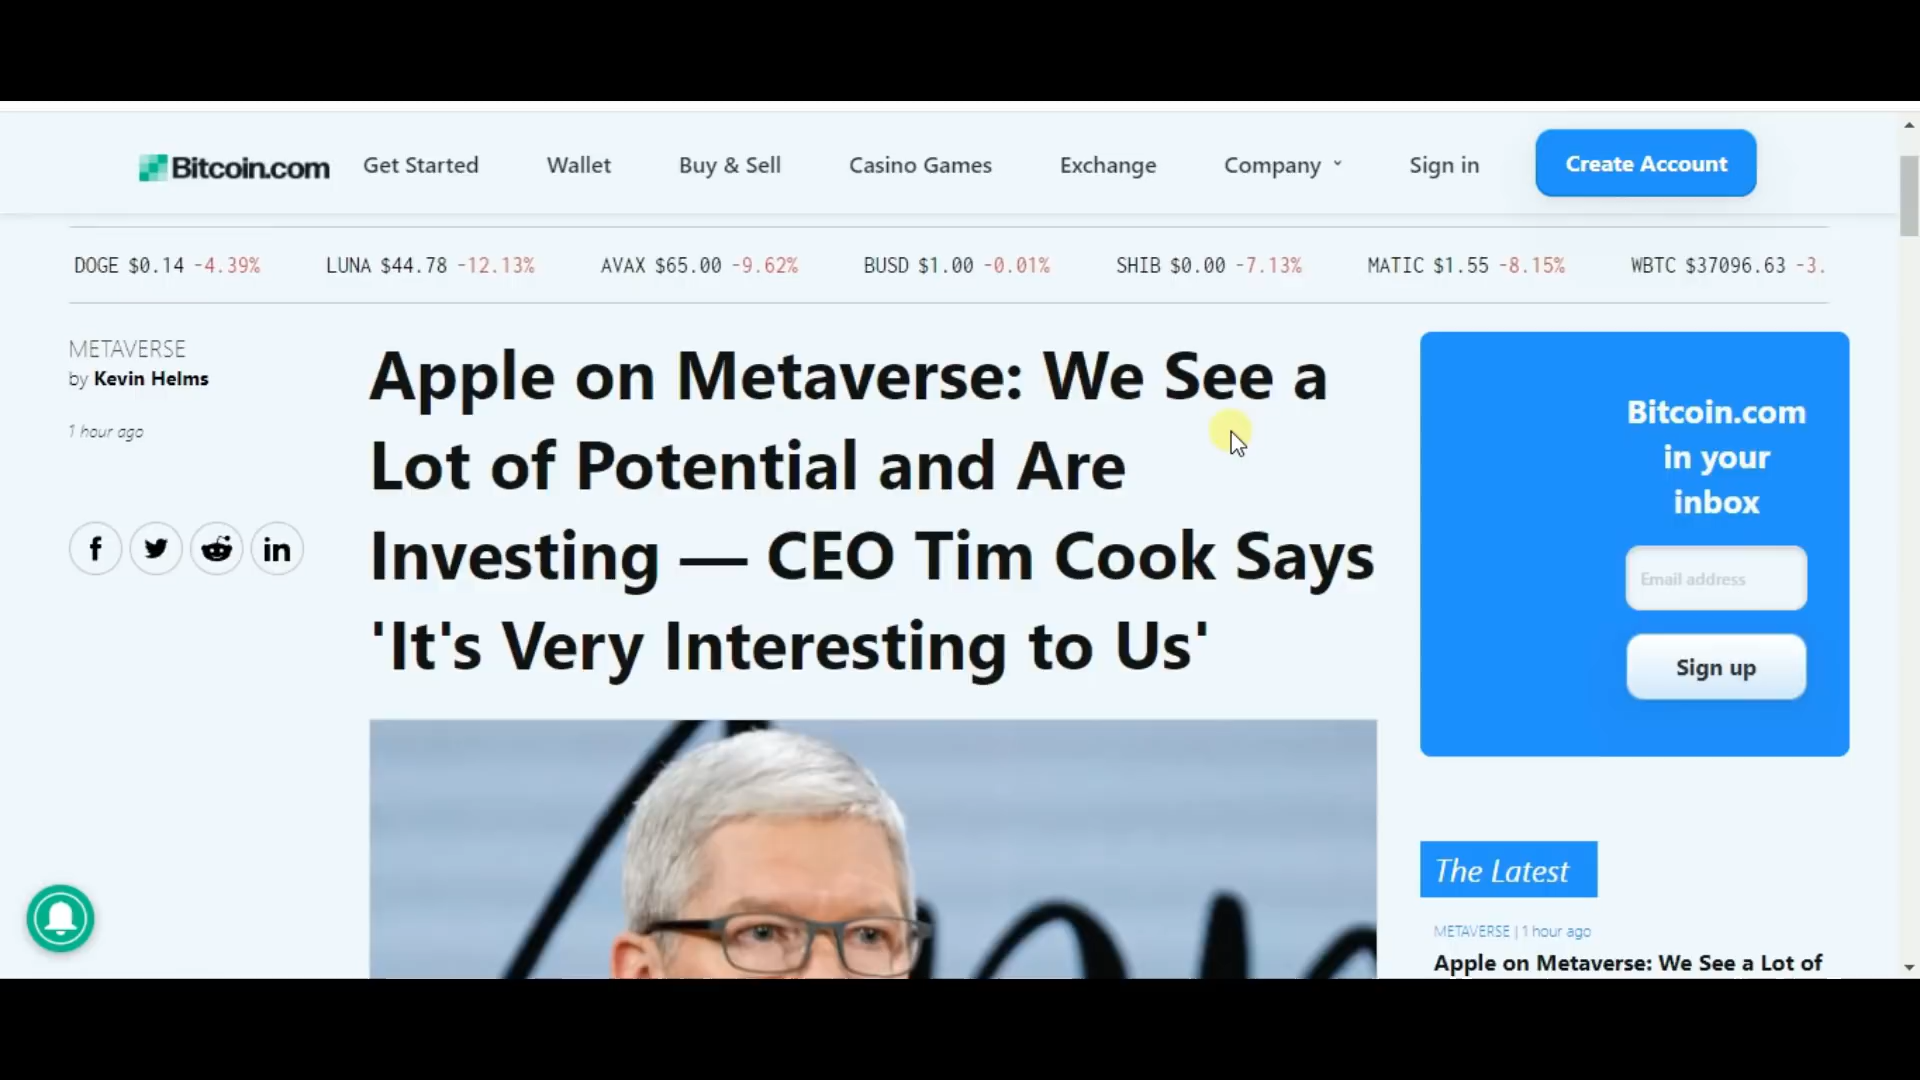 Bitcoin.com Get Started Wallet Buy & Sell Casino Games Exchange Company Sign in Create Account
DOGE $0.14 -4.39% LUNA $44.78 -12.13% AVAX $65.00 -9.62% BUSD $1.00 -0.01% SHIB $0.00 -7.13% MATIC $1.55 -8.15% WBTC $37096.63 -3.
METAVERSE
by Kevin Helms
1 hour ago
Apple on Metaverse: We See a
Lot of Potential and Are
Investing — CEO Tim Cook Says
'It's Very Interesting to Us'
Bitcoin.com
in your
inbox
Email address
Sign up
The Latest
METAVERSE | 1 hour ago
Apple on Metaverse: We See a Lot of